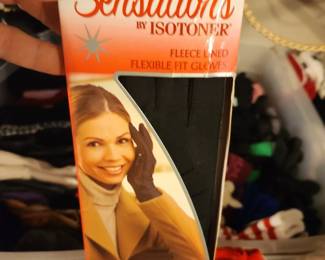 Sensations
BY ISOTONER
FLEECE LINED
FLEXIBLE FIT GLOVES